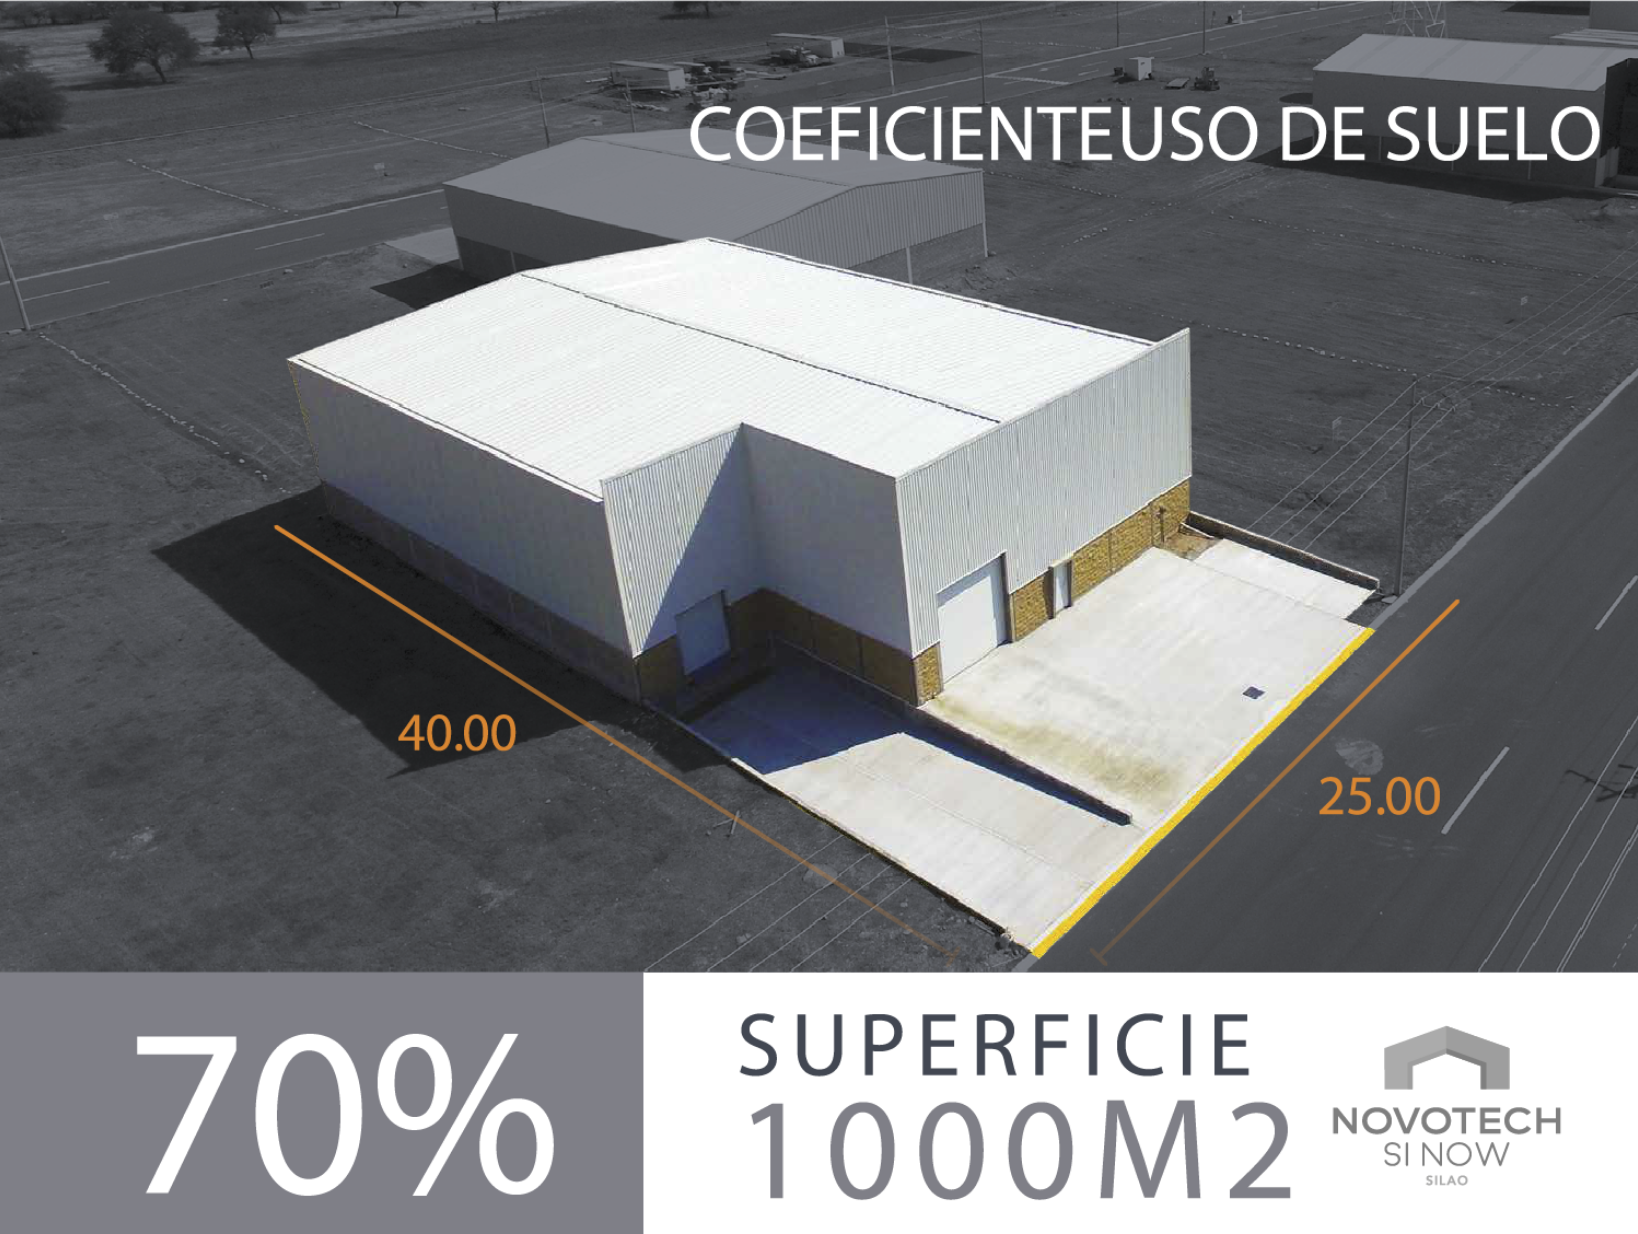 COEFICIENTEUSO DE SUELO
40.00
25.00
70%
SUPERFICIE
1000M2
NOVOTECH
SI NOW
SILAO